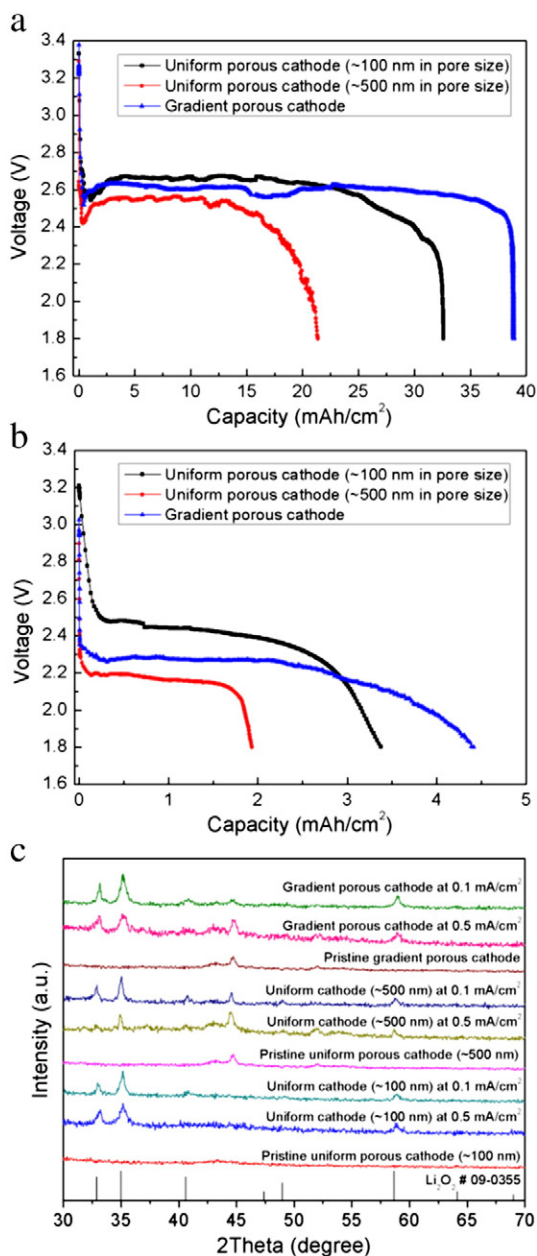 a
Uniform porous cathode (~100 nm in pore size)
Uniform porous cathode (~500 nm in pore size)
Gradient porous cathode
3.4
3.2
3.0
2.8
2.6
2.4
2.2
2.0
1.8
1.6
Voltage (V)
0 5 10 15 20 25 30 35 40
Capacity (mAh/cm²)
b
Uniform porous cathode (~100 nm in pore size)
Uniform porous cathode (~500 nm in pore size)
Gradient porous cathode
3.4
3.2
3.0
2.8
2.6
2.4
2.2
2.0
1.8
1.6
Voltage (V)
0 1 2 3 4 5
Capacity (mAh/cm²)
c
Gradient porous cathode at 0.1 mA/cm²
Gradient porous cathode at 0.5 mA/cm²
Pristine gradient porous cathode
Uniform cathode (~500) at 0.1 mA/cm²
Uniform cathode (~500) at 0.5 mA/cm²
Pristine uniform porous cathode (~500)
Uniform cathode (~100) at 0.1 mA/cm²
Uniform cathode (~100) at 0.5 mA/cm²
Pristine uniform porous cathode (~100)
Li₂O₂ # 09-0355
Intensity (a.u.)
30 35 40 45 50 55 60 65 70
2Theta (degree)